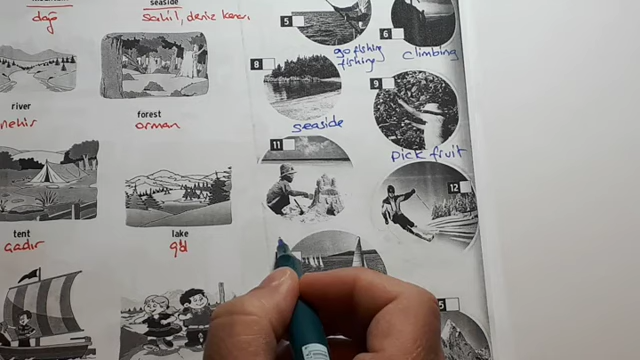 seaside
dağ
sahil, deniz kenarı
5
6
go fishing
fishing
climbing
8
9
river
forest
nehir
orman
seaside
pick fruit
11
12
tent
lake
çadır
göl